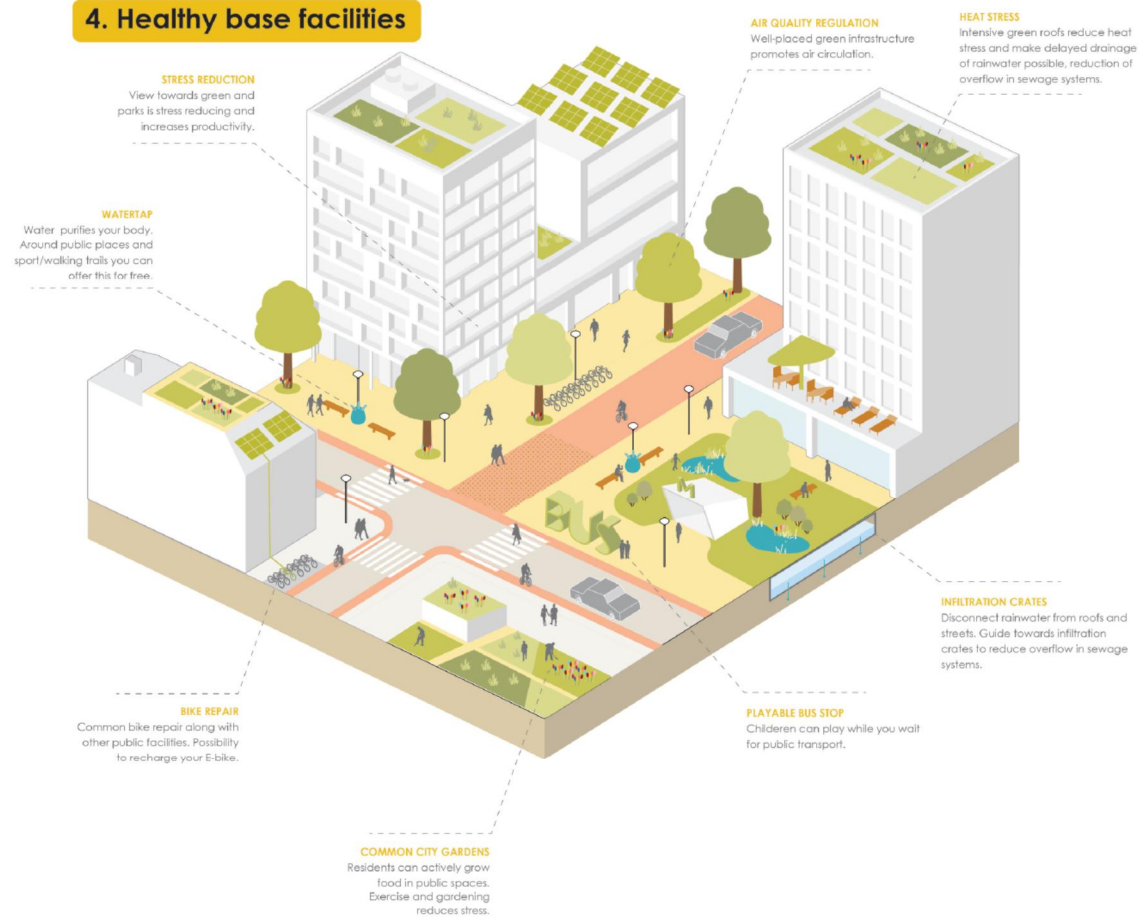 4. Healthy base facilities
STRESS REDUCTION
View towards green and
parks is stress reducing and
increases productivity.
AIR QUALITY REGULATION
Well-placed green infrastructure
promotes air circulation.
HEAT STRESS
Intensive green roofs reduce heat
stress and make delayed drainage
of rainwater possible, reduction of
overflow in sewage systems.
WATERTAP
Water purifies your body.
Around public places and
sport/walking trails you can
offer this for free.
M
BUS
INFILTRATION CRATES
Disconnect rainwater from roofs and
streets. Guide towards infiltration
crates to reduce overflow in sewage
systems.
BIKE REPAIR
Common bike repair along with
other public facilities. Possibility
to recharge your E-bike.
PLAYABLE BUS STOP
Childeren can play while you wait
for public transport.
COMMON CITY GARDENS
Residents can actively grow
food in public spaces.
Exercise and gardening
reduces stress.